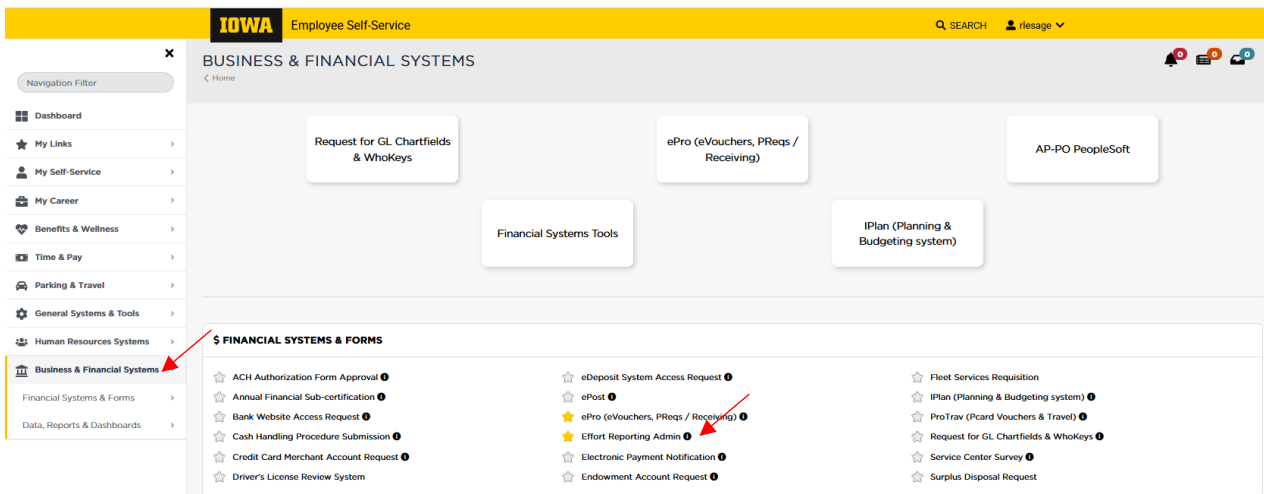 IOWA Employee Self-Service SEARCH rlesage
BUSINESS & FINANCIAL SYSTEMS
Home
0 0 0
Navigation Filter
Dashboard
My Links
My Self-Service
My Career
Benefits & Wellness
Time & Pay
Parking & Travel
General Systems & Tools
Human Resources Systems
Business & Financial Systems
Financial Systems & Forms
Data, Reports & Dashboards
Request for GL Chartfields
& WhoKeys
ePro (eVouchers, PReqs /
Receiving)
AP-PO PeopleSoft
Financial Systems Tools
IPlan (Planning &
Budgeting system)
$ FINANCIAL SYSTEMS & FORMS
ACH Authorization Form Approval
Annual Financial Sub-certification
Bank Website Access Request
Cash Handling Procedure Submission
Credit Card Merchant Account Request
Driver's License Review System
eDeposit System Access Request
ePost
ePro (eVouchers, PReqs / Receiving)
Effort Reporting Admin
Electronic Payment Notification
Endowment Account Request
Fleet Services Requisition
IPlan (Planning & Budgeting system)
ProTrav (Pcard Vouchers & Travel)
Request for GL Chartfields & WhoKeys
Service Center Survey
Surplus Disposal Request